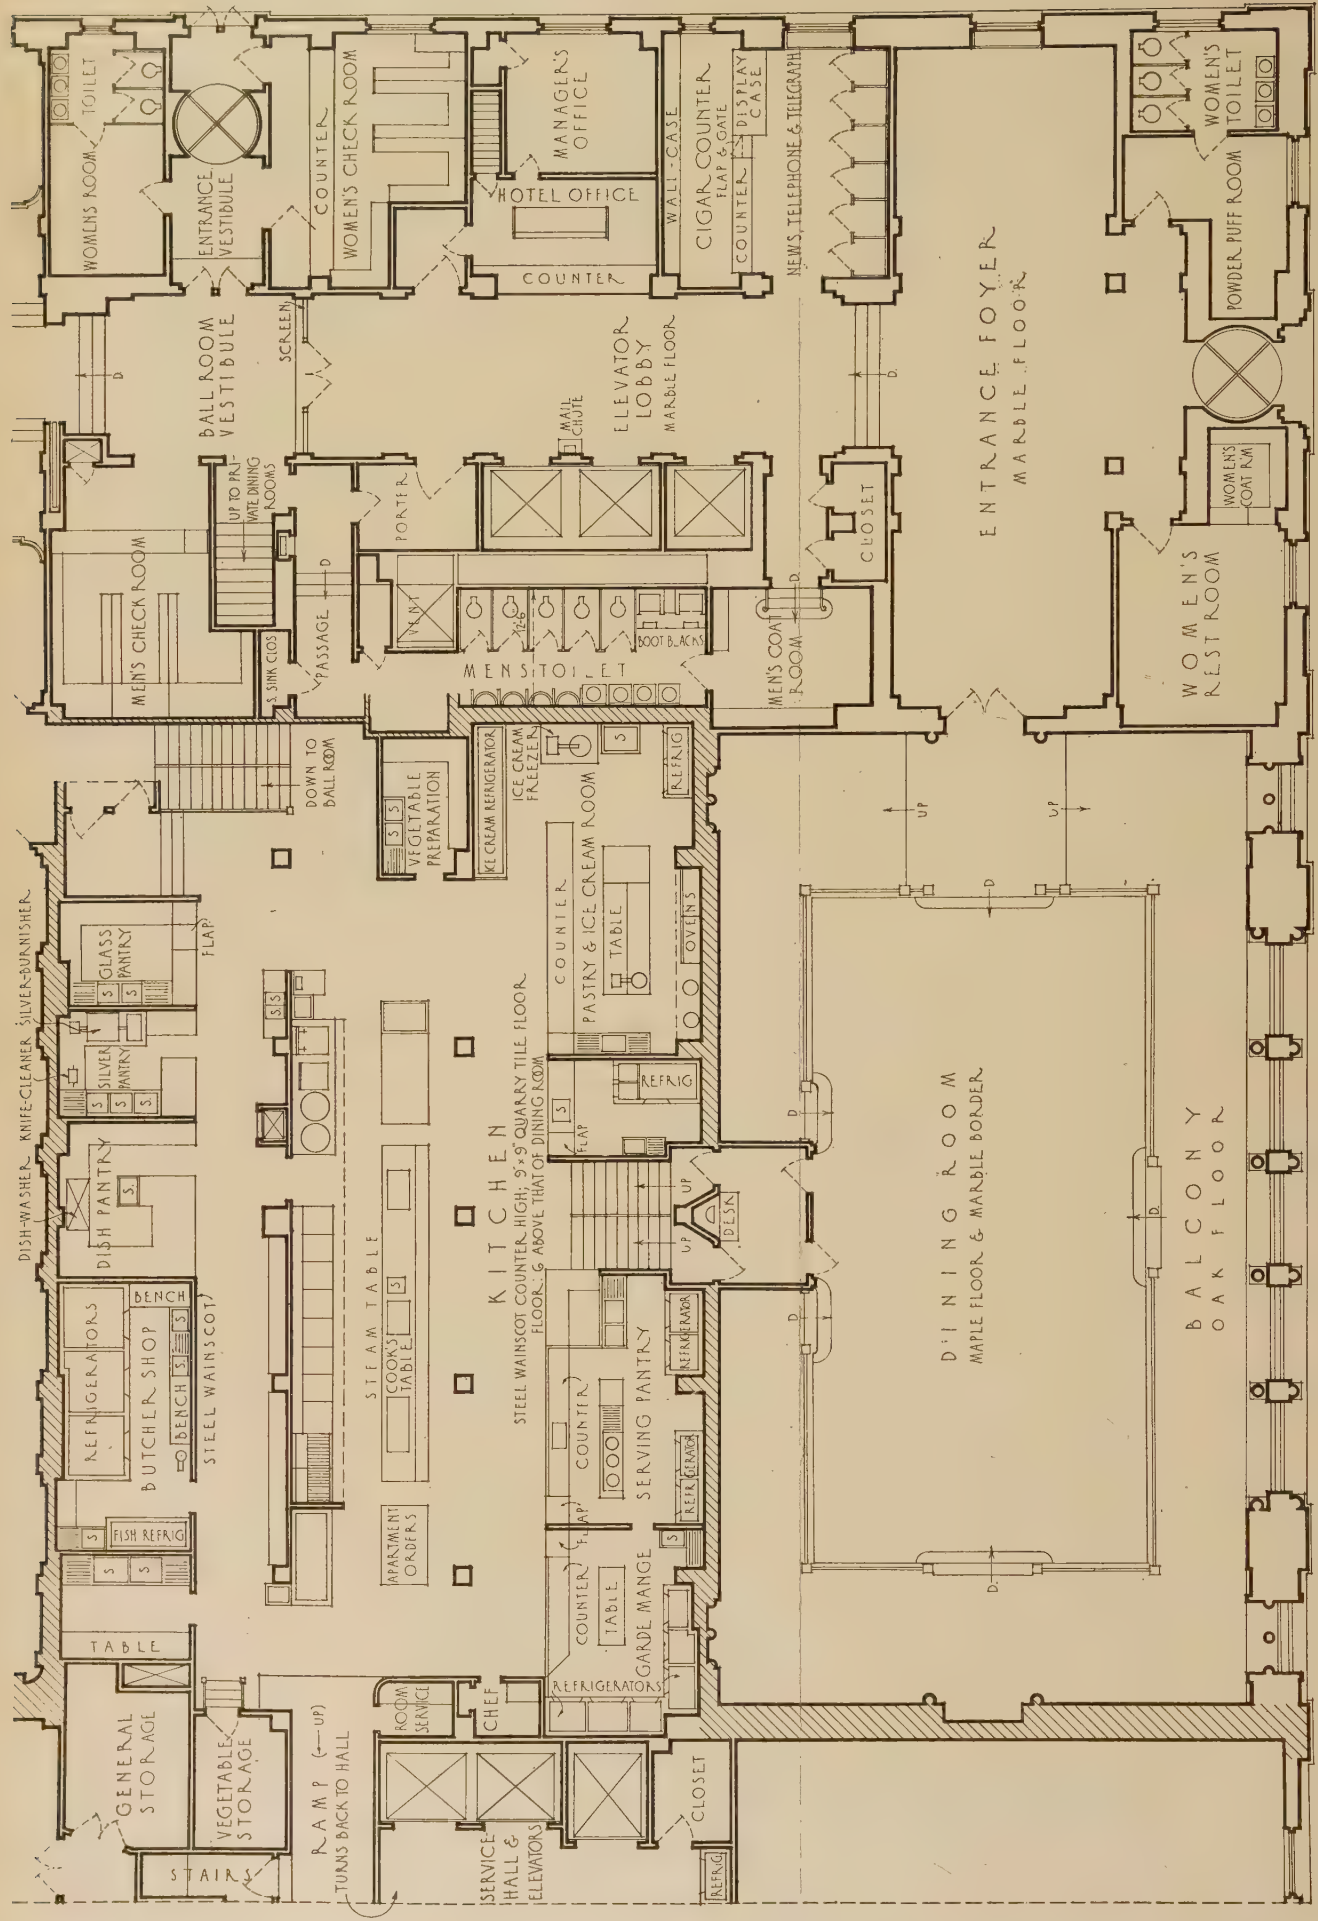 TOILET
WOMENS ROOM
ENTRANCE
VESTIBULE
COUNTER
WOMEN'S CHECK ROOM
MANAGER'S
OFFICE
HOTEL OFFICE
COUNTER
WALL-CASE
CIGAR COUNTER
FLAP & GATE
COUNTER
DISPLAY
CASE
NEWS, TELEPHONE & TELEGRAPH
WOMEN'S
TOILET
POWDER PUFF ROOM
D.
BALLROOM
VESTIBULE
SCREEN
MAIL
CHUTE
ELEVATOR
LOBBY
MARBLE FLOOR
D.
ENTRANCE FOYER
MARBLE FLOOR
MEN'S CHECK ROOM
UP TO PRI-
VATE DINING
ROOMS
PORTER
CLOSET
WOMEN'S
COAT R'M
S. SINK CLOS
PASSAGE
D
VENT
12-6
BOOT BLACKS
MENS TOILET
D
MEN'S COAT
ROOM
WOMEN'S
REST ROOM
DOWN TO
BALL ROOM
S
S
VEGETABLE
PREPARATION
ICE CREAM REFRIGERATOR
ICE CREAM
FREEZER
S
REFRIG
COUNTER
PASTRY & ICE CREAM ROOM
TABLE
OVENS
UP
UP
D
DISH-WASHER
KNIFE-CLEANER
SILVER-BURNISHER
GLASS
PANTRY
S
S
FLAP
SILVER
PANTRY
S
S
S
DISH PANTRY
S.
S.
S.
REFRIGERATORS
BENCH
BUTCHER SHOP
BENCH
S.
S
STEEL WAINSCOT
S
FISH REFRIG
S
S
TABLE
STEAM TABLE
COOK'S
TABLE
S
APARTMENT
ORDERS
KITCHEN
STEEL WAINSCOT COUNTER HIGH; 9"x9" QUARRY TILE FLOOR
FLOOR: 6 ABOVE THAT OF DINING ROOM
S
FLAP
REFRIG
UP
UP
DESK
COUNTER
SERVING PANTRY
REFRIGERATOR
REFRIGERATOR
FLAP
COUNTER
TABLE
GARDE MANGE
S
REFRIGERATORS
D
D
D
D.
DINING ROOM
MAPLE FLOOR & MARBLE BORDER
BALCONY
OAK FLOOR
GENERAL
STORAGE
VEGETABLE
STORAGE
STAIRS
RAMP (←UP)
TURNS BACK TO HALL
ROOM
SERVICE
CHEF
SERVICE
HALL &
ELEVATORS
CLOSET
REFRIG